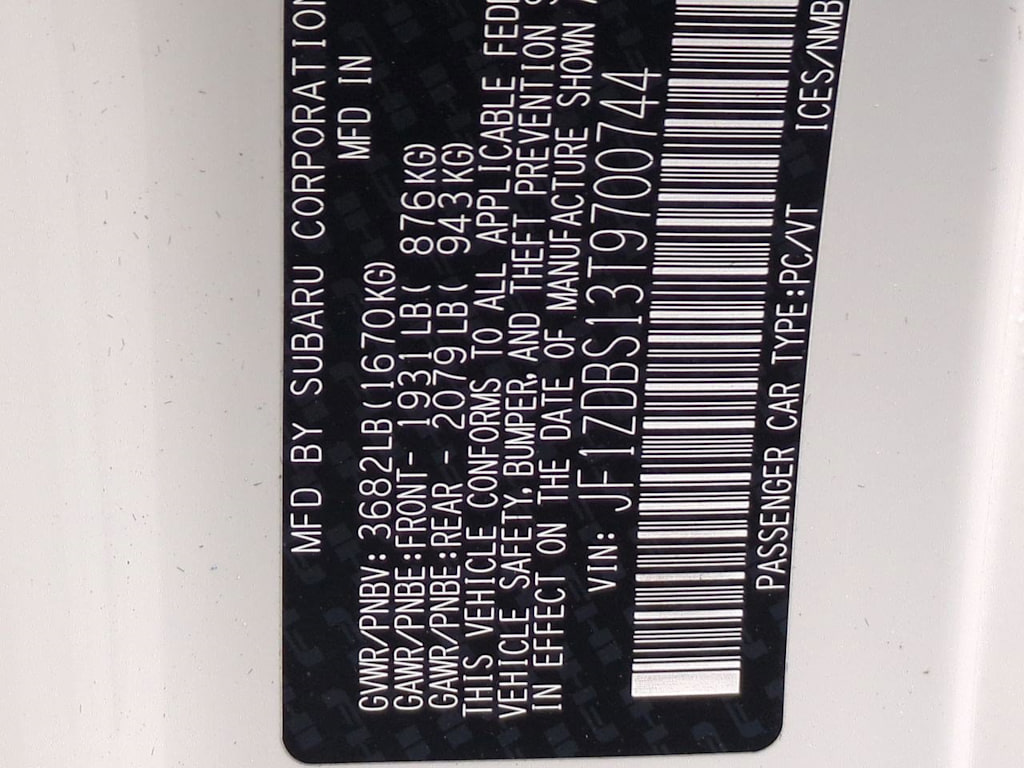 MFD BY SUBARU CORPORATION
MFD IN
GVWR/PNBV:3682LB(1670KG)
GAWR/PNBE:FRONT- 1931LB( 876KG)
GAWR/PNBE:REAR - 2079LB( 943KG)
THIS VEHICLE CONFORMS TO ALL APPLICABLE
VEHICLE SAFETY,BUMPER,AND THEFT PREVENTION
IN EFFECT ON THE DATE OF MANUFACTURE SHOWN
VIN: JF1ZDBS13T9700744
PASSENGER CAR TYPE:PC/VT ICES/NMB